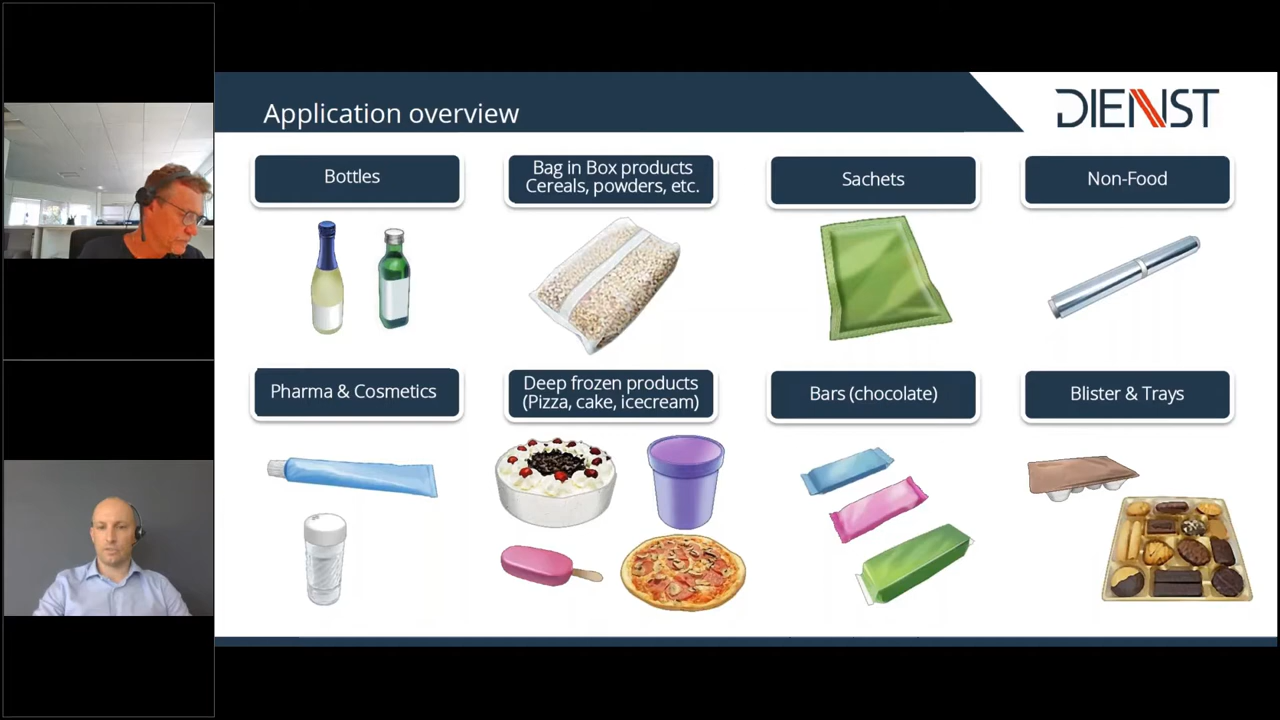 Application overview
DIENST
Bottles
Bag in Box products
Cereals, powders, etc.
Sachets
Non-Food
Pharma & Cosmetics
Deep frozen products
(Pizza, cake, icecream)
Bars (chocolate)
Blister & Trays